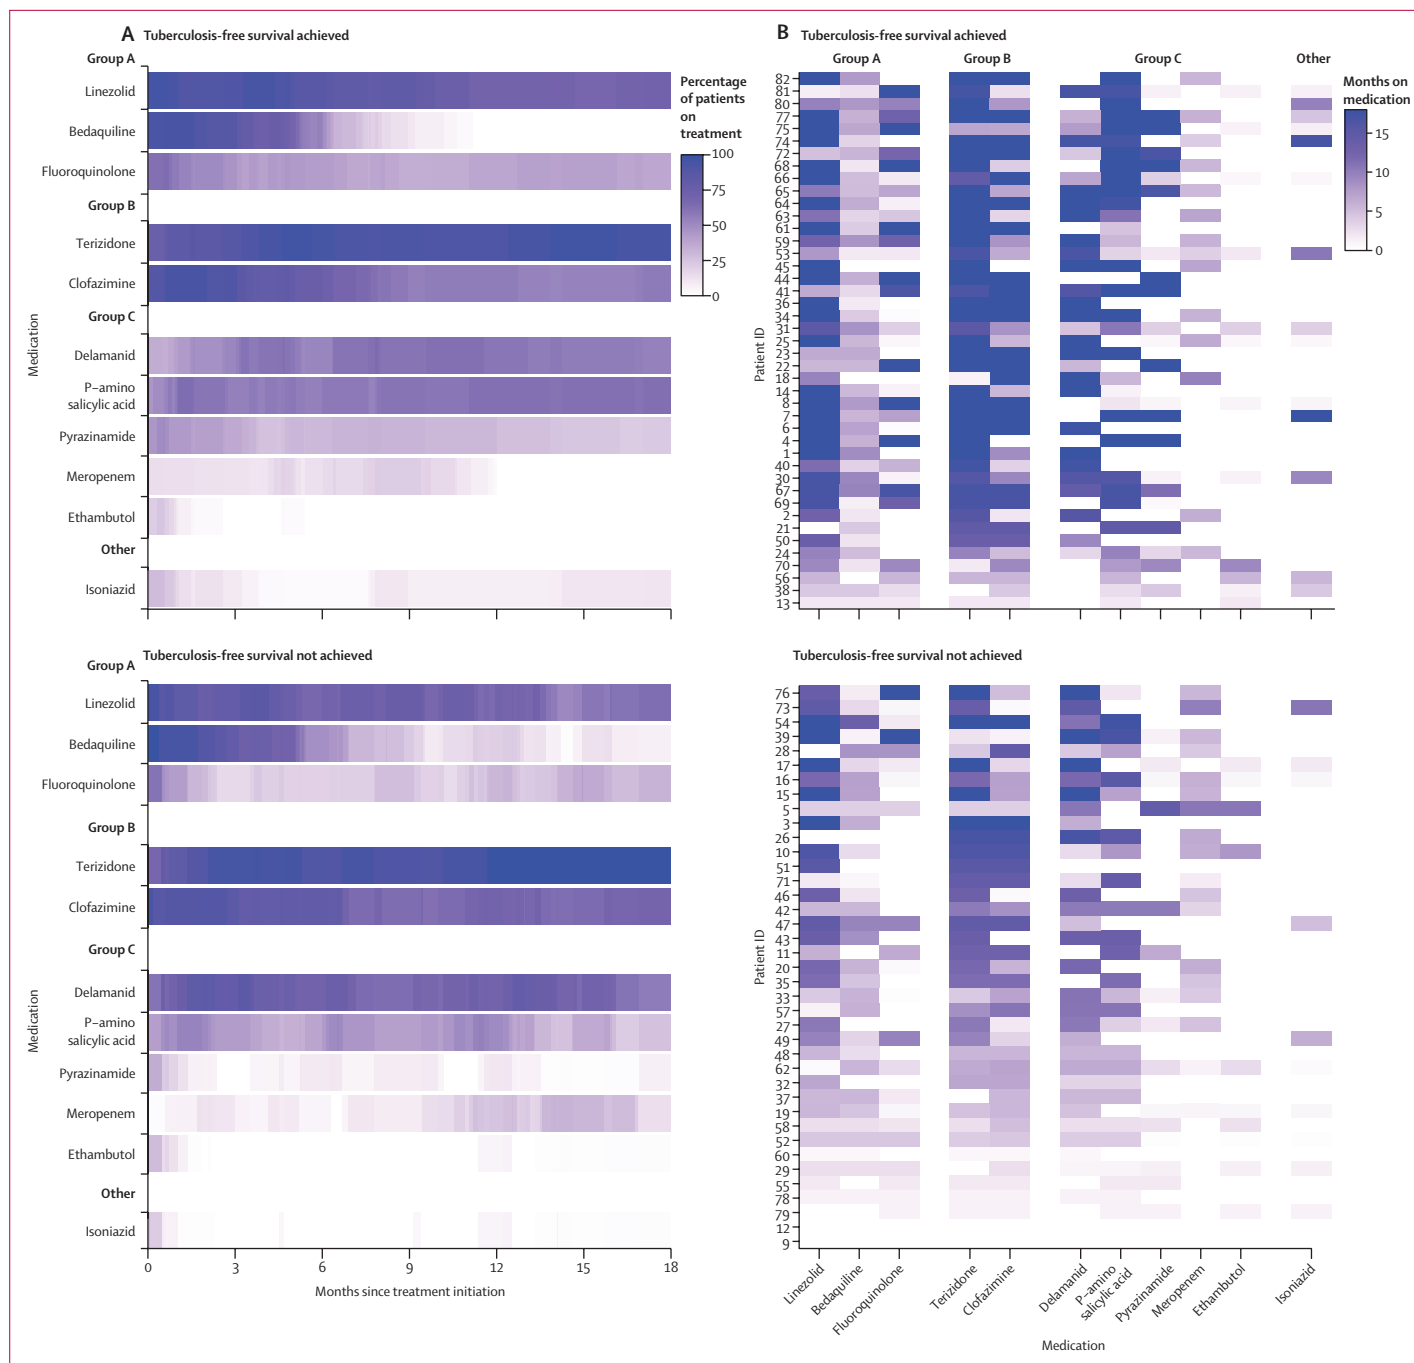 A Tuberculosis-free survival achieved
Group A
Linezolid
Bedaquiline
Fluoroquinolone
Group B
Terizidone
Clofazimine
Group C
Delamanid
P–amino
salicylic acid
Pyrazinamide
Meropenem
Ethambutol
Other
Isoniazid
Medication
Percentage
of patients
on
treatment
100
75
50
25
0
Tuberculosis-free survival not achieved
Group A
Linezolid
Bedaquiline
Fluoroquinolone
Group B
Terizidone
Clofazimine
Group C
Delamanid
P–amino
salicylic acid
Pyrazinamide
Meropenem
Ethambutol
Other
Isoniazid
Medication
0 3 6 9 12 15 18
Months since treatment initiation
B Tuberculosis-free survival achieved
Group A Group B Group C Other
82
81
80
77
75
74
72
68
66
65
64
63
61
59
53
45
44
41
36
34
31
25
23
22
18
14
8
7
6
4
1
40
30
67
69
2
21
50
24
70
56
38
13
Patient ID
Months on
medication
15
10
5
0
Tuberculosis-free survival not achieved
76
73
54
39
28
17
16
15
5
3
26
10
51
71
46
42
47
43
11
20
35
33
57
27
49
48
62
32
37
19
58
52
60
29
55
78
79
12
9
Patient ID
Linezolid
Bedaquiline
Fluoroquinolone
Terizidone
Clofazimine
Delamanid
P–amino
salicylic acid
Pyrazinamide
Meropenem
Ethambutol
Isoniazid
Medication